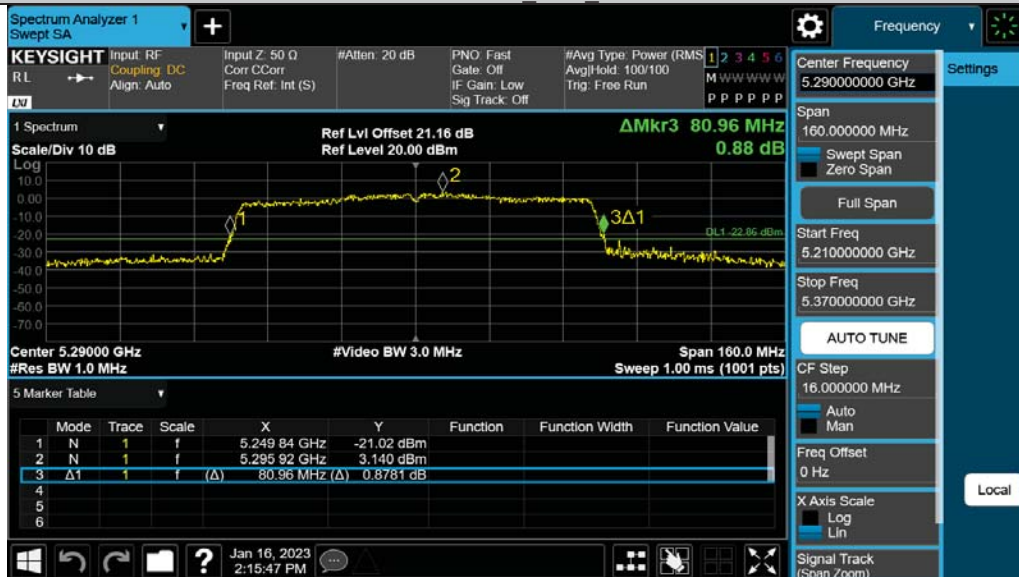 Spectrum Analyzer 1
Swept SA
+
Frequency
KEYSIGHT
RL
LXI
Input: RF
Coupling: DC
Align: Auto
Input Z: 50 Ω
Corr CCorr
Freq Ref: Int (S)
#Atten: 20 dB
PNO: Fast
Gate: Off
IF Gain: Low
Sig Track: Off
#Avg Type: Power (RMS
Avg|Hold: 100/100
Trig: Free Run
1 2 3 4 5 6
M W W W W W
P P P P P P
1 Spectrum
Scale/Div 10 dB
Ref Lvl Offset 21.16 dB
Ref Level 20.00 dBm
ΔMkr3 80.96 MHz
0.88 dB
Log
10.0
0.00
-10.0
-20.0
-30.0
-40.0
-50.0
-60.0
-70.0
1
2
3Δ1
DL1 -22.86 dBm
Center 5.29000 GHz
#Video BW 3.0 MHz
Span 160.0 MHz
#Res BW 1.0 MHz
Sweep 1.00 ms (1001 pts)
5 Marker Table
Mode Trace Scale X Y Function Function Width Function Value
1 N 1 f 5.249 84 GHz -21.02 dBm
2 N 1 f 5.295 92 GHz 3.140 dBm
3 Δ1 1 f (Δ) 80.96 MHz (Δ) 0.8781 dB
4
5
6
?
Jan 16, 2023
2:15:47 PM
Center Frequency
5.290000000 GHz
Span
160.000000 MHz
Swept Span
Zero Span
Full Span
Start Freq
5.210000000 GHz
Stop Freq
5.370000000 GHz
AUTO TUNE
CF Step
16.000000 MHz
Auto
Man
Freq Offset
0 Hz
X Axis Scale
Log
Lin
Signal Track
(Span Zoom)
Settings
Local